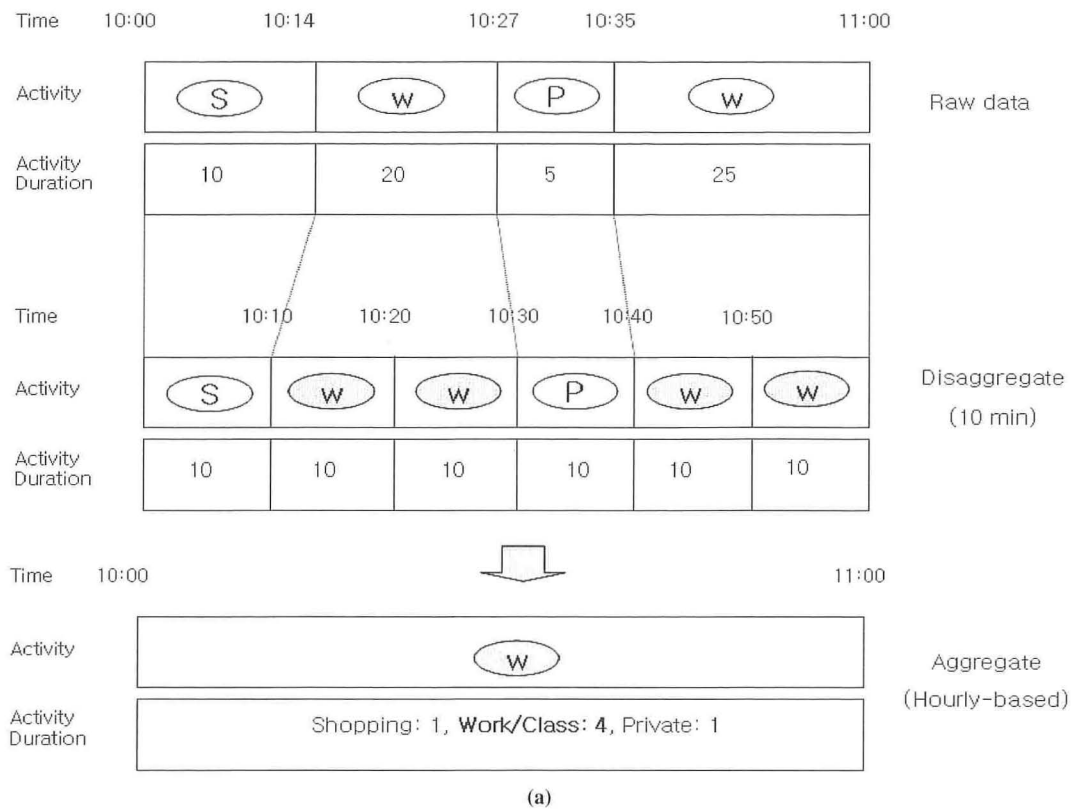 Time 10:00 10:14 10:27 10:35 11:00
Activity S w P w Raw data
Activity
Duration 10 20 5 25
Time 10:10 10:20 10:30 10:40 10:50
Activity S w w P w w Disaggregate
(10 min)
Activity
Duration 10 10 10 10 10 10
Time 10:00 11:00
Activity w Aggregate
(Hourly-based)
Activity
Duration Shopping: 1, Work/Class: 4, Private: 1
(a)